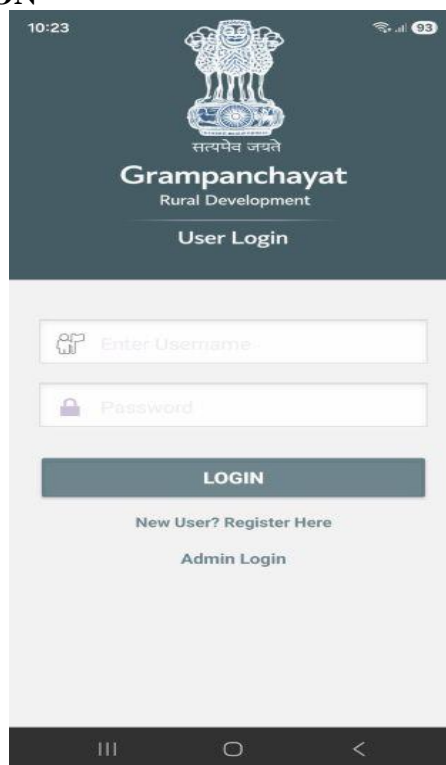 ON
10:23
93
सत्यमेव जयते
Grampanchayat
Rural Development
User Login
Enter Username
Password
LOGIN
New User? Register Here
Admin Login